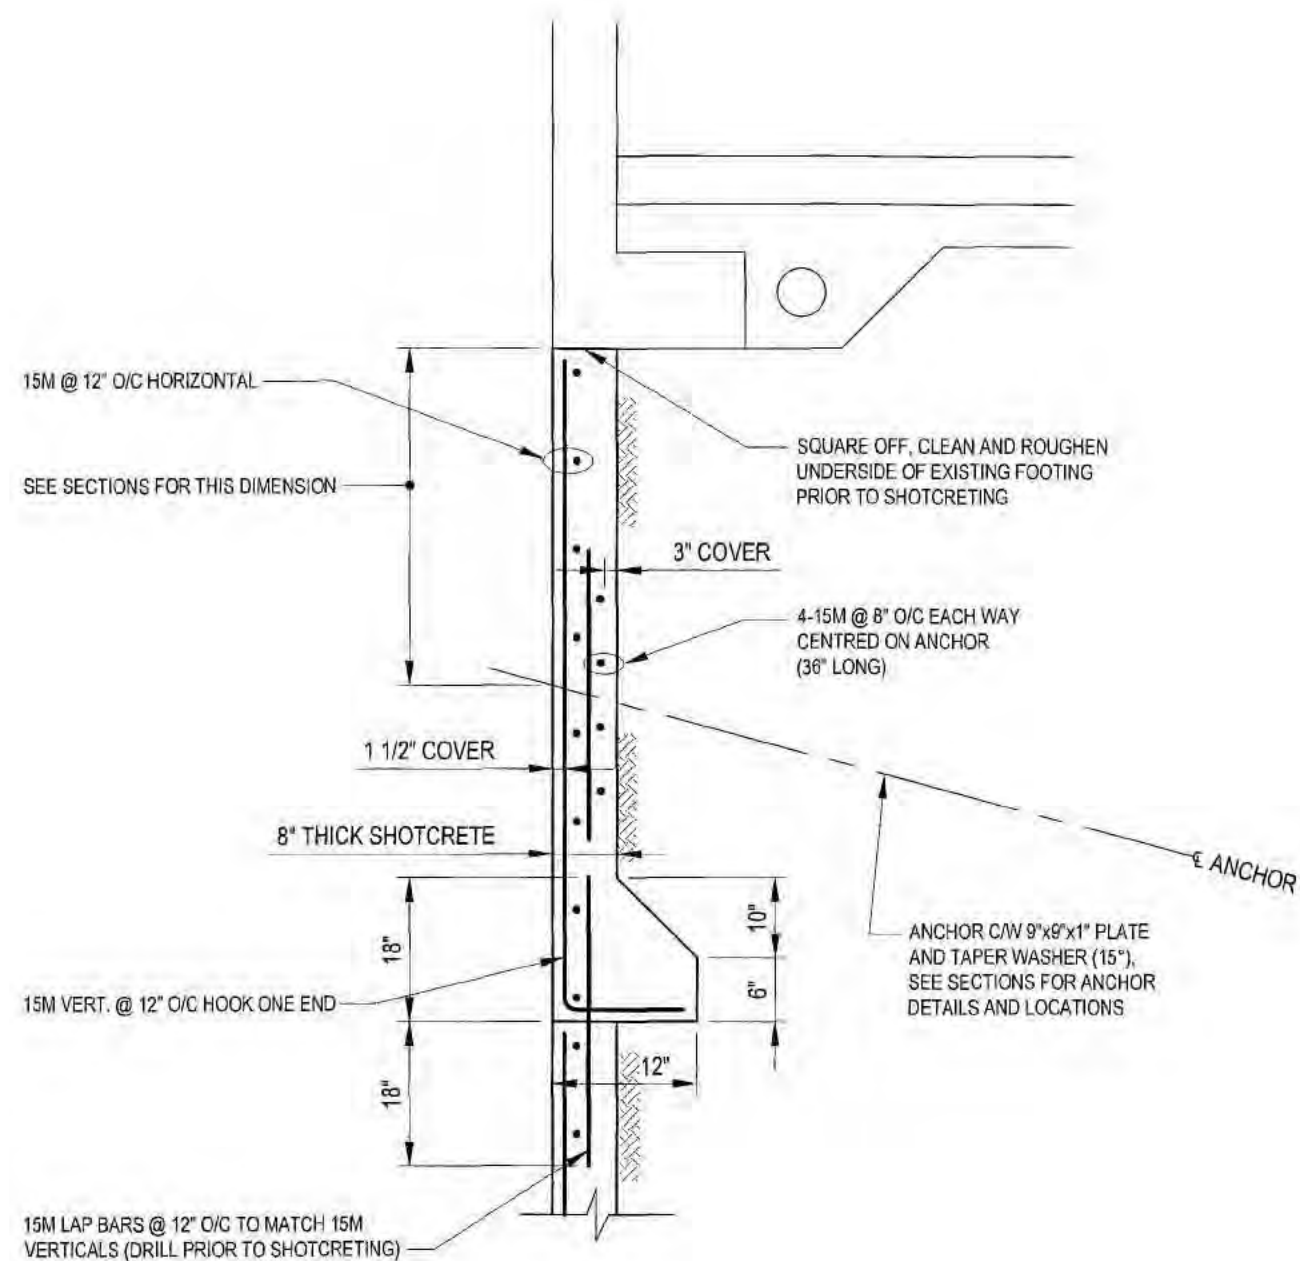 15M @ 12" O/C HORIZONTAL
SEE SECTIONS FOR THIS DIMENSION
SQUARE OFF, CLEAN AND ROUGHEN
UNDERSIDE OF EXISTING FOOTING
PRIOR TO SHOTCRETING
3" COVER
4-15M @ 8" O/C EACH WAY
CENTRED ON ANCHOR
(36" LONG)
1 1/2" COVER
8" THICK SHOTCRETE
℄ ANCHOR
18"
10"
6"
ANCHOR C/W 9"x9"x1" PLATE
AND TAPER WASHER (15°),
SEE SECTIONS FOR ANCHOR
DETAILS AND LOCATIONS
15M VERT. @ 12" O/C HOOK ONE END
12"
18"
15M LAP BARS @ 12" O/C TO MATCH 15M
VERTICALS (DRILL PRIOR TO SHOTCRETING)